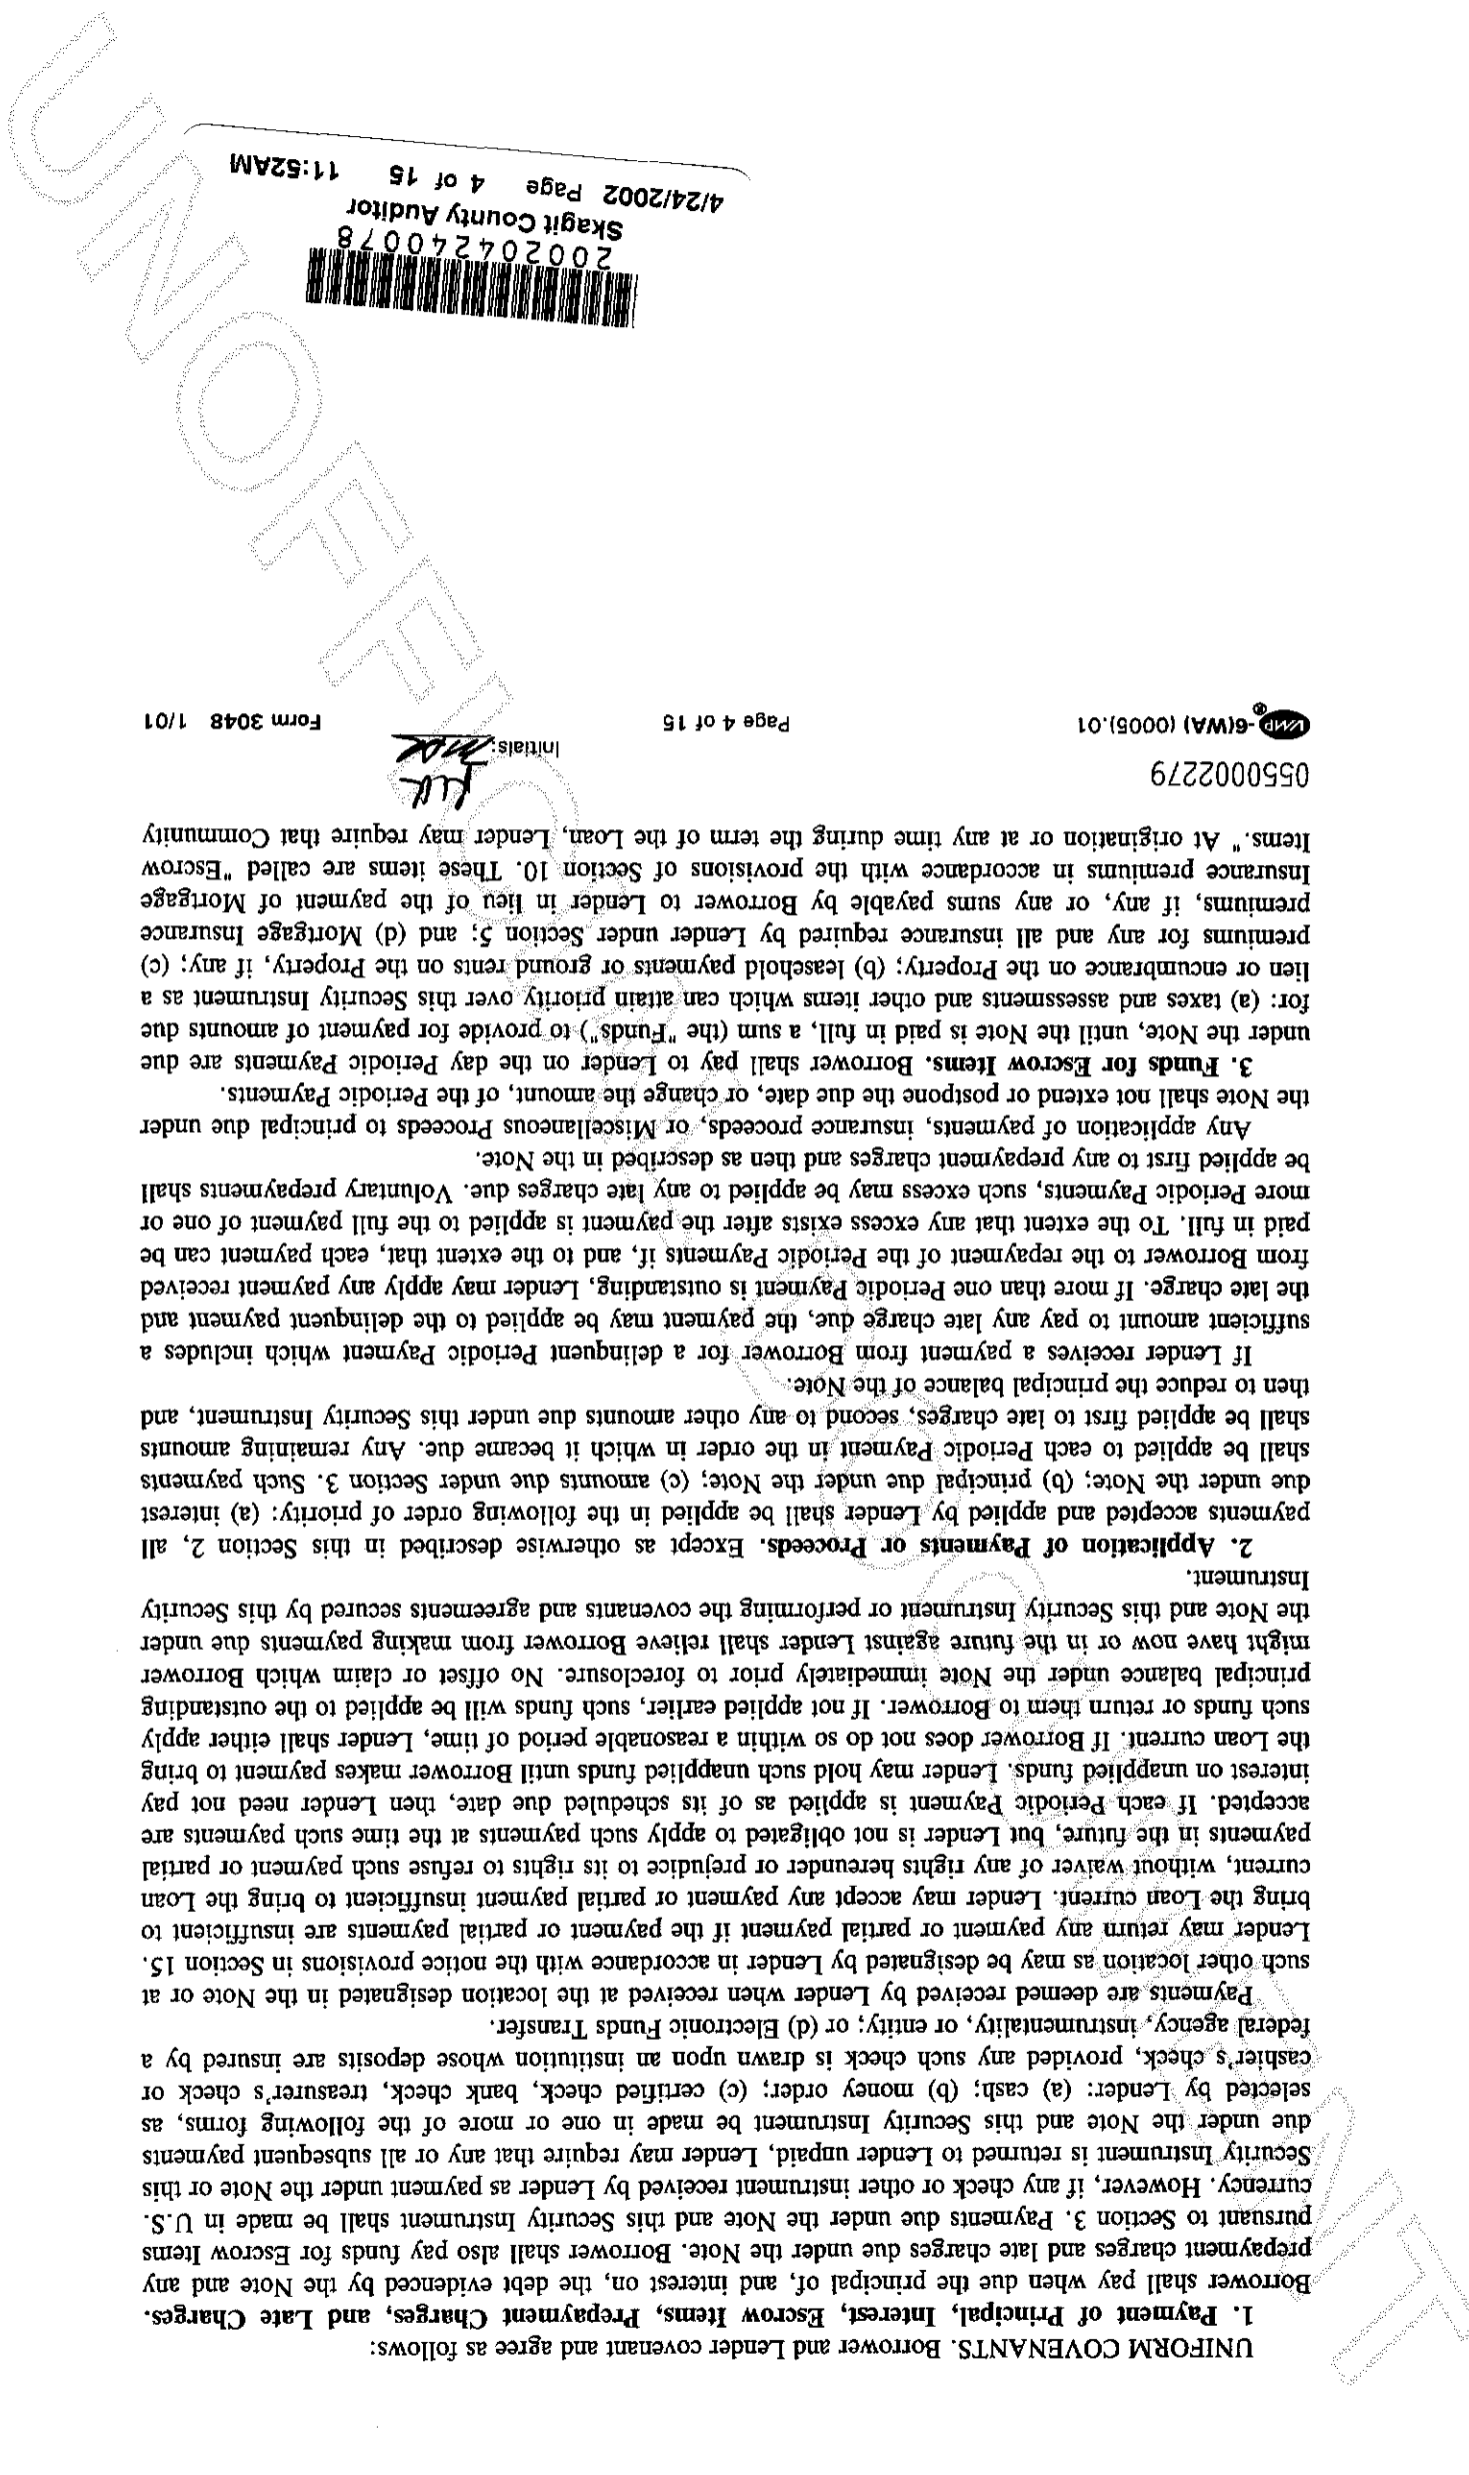 UNIFORM COVENANTS. Borrower and Lender covenant and agree as follows:
1. Payment of Principal, Interest, Escrow Items, Prepayment Charges, and Late Charges.
Borrower shall pay when due the principal of, and interest on, the debt evidenced by the Note and any
prepayment charges and late charges due under the Note. Borrower shall also pay funds for Escrow Items
pursuant to Section 3. Payments due under the Note and this Security Instrument shall be made in U.S.
currency. However, if any check or other instrument received by Lender as payment under the Note or this
Security Instrument is returned to Lender unpaid, Lender may require that any or all subsequent payments
due under the Note and this Security Instrument be made in one or more of the following forms, as
selected by Lender: (a) cash; (b) money order; (c) certified check, bank check, treasurer's check or
cashier's check, provided any such check is drawn upon an institution whose deposits are insured by a
federal agency, instrumentality, or entity; or (d) Electronic Funds Transfer.
Payments are deemed received by Lender when received at the location designated in the Note or at
such other location as may be designated by Lender in accordance with the notice provisions in Section 15.
Lender may return any payment or partial payment if the payment or partial payments are insufficient to
bring the Loan current. Lender may accept any payment or partial payment insufficient to bring the Loan
current, without waiver of any rights hereunder or prejudice to its rights to refuse such payment or partial
payments in the future, but Lender is not obligated to apply such payments at the time such payments are
accepted. If each Periodic Payment is applied as of its scheduled due date, then Lender need not pay
interest on unapplied funds. Lender may hold such unapplied funds until Borrower makes payment to bring
the Loan current. If Borrower does not do so within a reasonable period of time, Lender shall either apply
such funds or return them to Borrower. If not applied earlier, such funds will be applied to the outstanding
principal balance under the Note immediately prior to foreclosure. No offset or claim which Borrower
might have now or in the future against Lender shall relieve Borrower from making payments due under
the Note and this Security Instrument or performing the covenants and agreements secured by this Security
Instrument.
2. Application of Payments or Proceeds. Except as otherwise described in this Section 2, all
payments accepted and applied by Lender shall be applied in the following order of priority: (a) interest
due under the Note; (b) principal due under the Note; (c) amounts due under Section 3. Such payments
shall be applied to each Periodic Payment in the order in which it became due. Any remaining amounts
shall be applied first to late charges, second to any other amounts due under this Security Instrument, and
then to reduce the principal balance of the Note.
If Lender receives a payment from Borrower for a delinquent Periodic Payment which includes a
sufficient amount to pay any late charge due, the payment may be applied to the delinquent payment and
the late charge. If more than one Periodic Payment is outstanding, Lender may apply any payment received
from Borrower to the repayment of the Periodic Payments if, and to the extent that, each payment can be
paid in full. To the extent that any excess exists after the payment is applied to the full payment of one or
more Periodic Payments, such excess may be applied to any late charges due. Voluntary prepayments shall
be applied first to any prepayment charges and then as described in the Note.
Any application of payments, insurance proceeds, or Miscellaneous Proceeds to principal due under
the Note shall not extend or postpone the due date, or change the amount, of the Periodic Payments.
3. Funds for Escrow Items. Borrower shall pay to Lender on the day Periodic Payments are due
under the Note, until the Note is paid in full, a sum (the "Funds") to provide for payment of amounts due
for: (a) taxes and assessments and other items which can attain priority over this Security Instrument as a
lien or encumbrance on the Property; (b) leasehold payments or ground rents on the Property, if any; (c)
premiums for any and all insurance required by Lender under Section 5; and (d) Mortgage Insurance
premiums, if any, or any sums payable by Borrower to Lender in lieu of the payment of Mortgage
Insurance premiums in accordance with the provisions of Section 10. These items are called "Escrow
Items." At origination or at any time during the term of the Loan, Lender may require that Community
0550002279
Initials:
VMP®-6(WA) (0005).01 Page 4 of 15 Form 3048 1/01
200204240078
Skagit County Auditor
4/24/2002 Page 4 of 15 11:52AM
UNOFFICIAL DOCUMENT